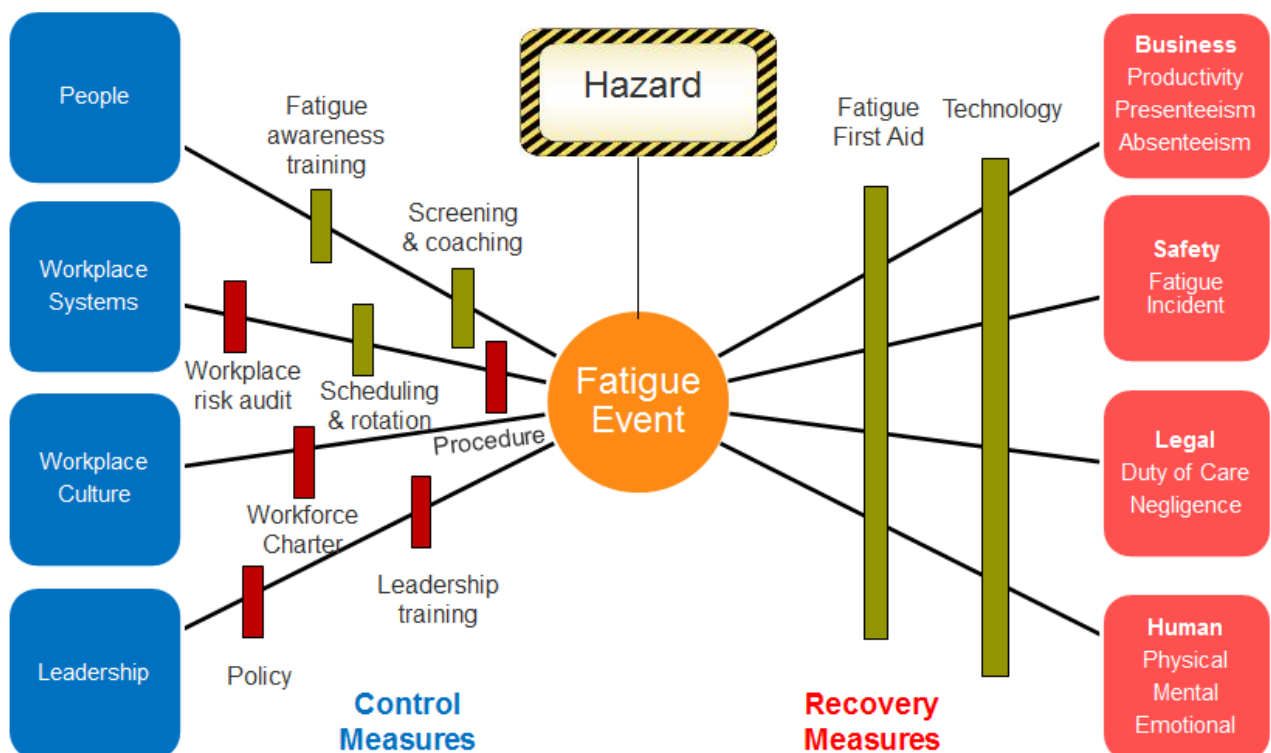 Hazard
People
Workplace
Systems
Workplace
Culture
Leadership
Fatigue
awareness
training
Screening
& coaching
Workplace
risk audit
Scheduling
& rotation
Procedure
Workforce
Charter
Leadership
training
Policy
Control
Measures
Fatigue
Event
Fatigue
First Aid
Technology
Recovery
Measures
Business
Productivity
Presenteeism
Absenteeism
Safety
Fatigue
Incident
Legal
Duty of Care
Negligence
Human
Physical
Mental
Emotional